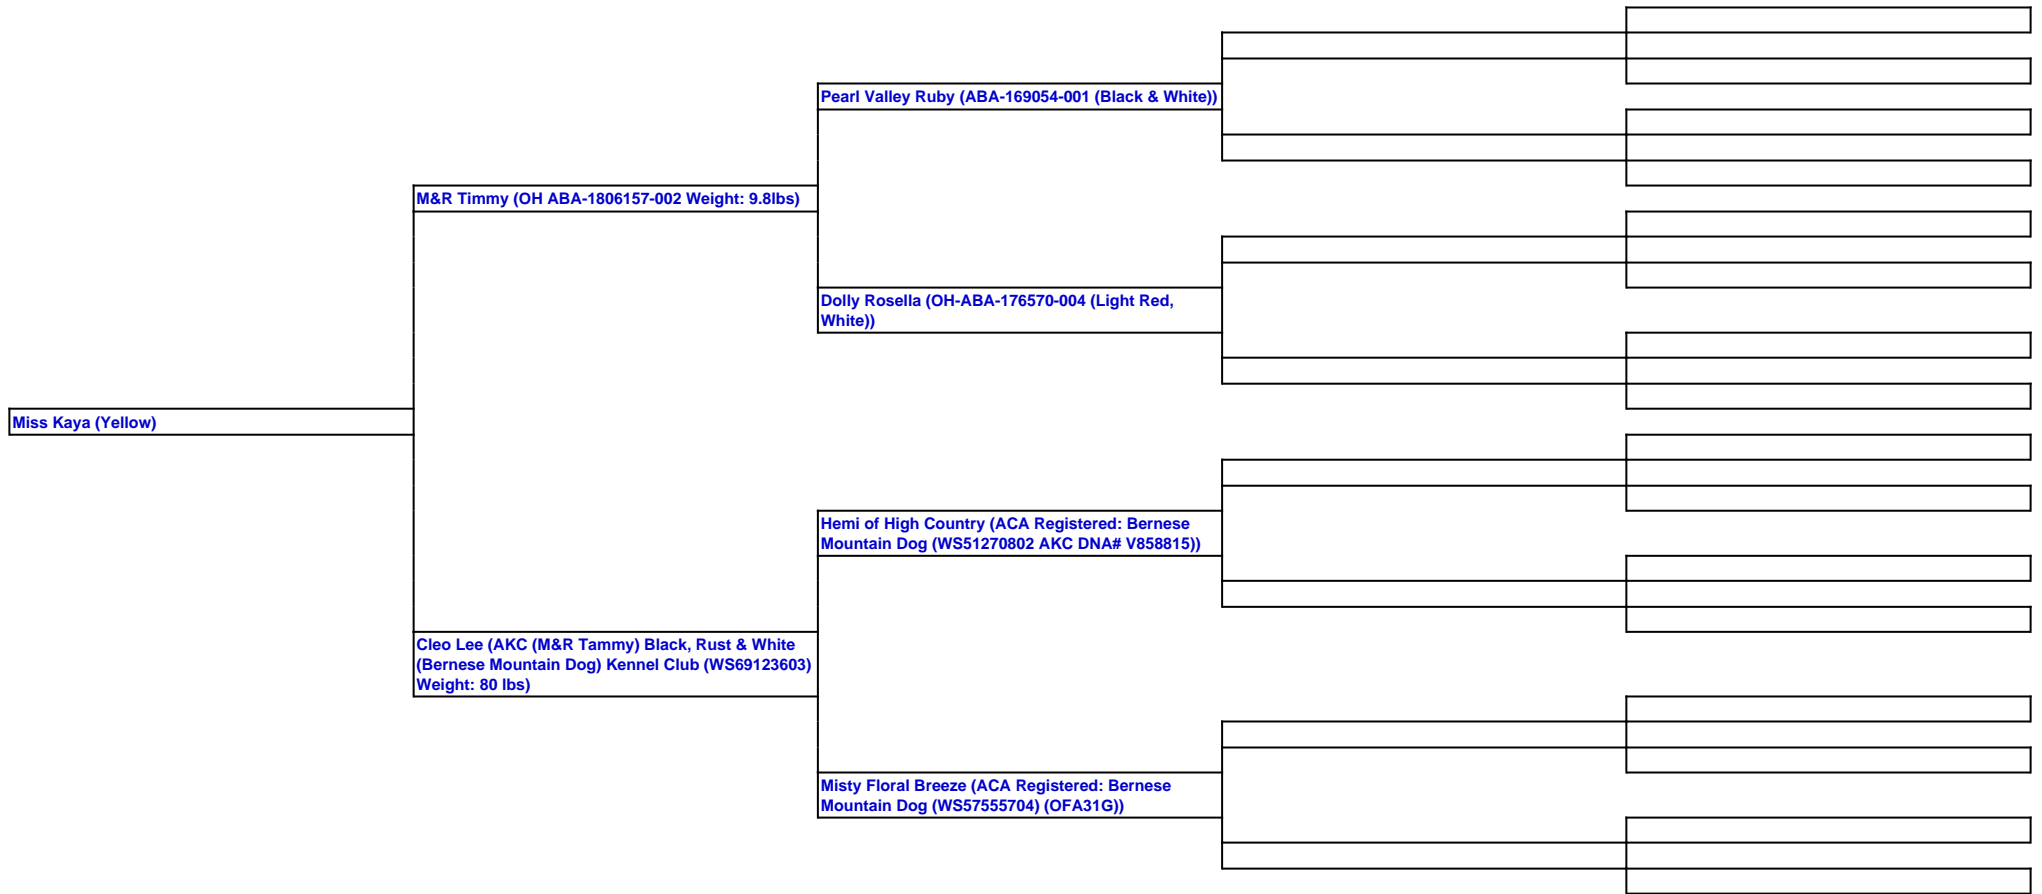 Pearl Valley Ruby (ABA-169054-001 (Black & White))
M&R Timmy (OH ABA-1806157-002 Weight: 9.8lbs)
Dolly Rosella (OH-ABA-176570-004 (Light Red,
White))
Miss Kaya (Yellow)
Hemi of High Country (ACA Registered: Bernese
Mountain Dog (WS51270802 AKC DNA# V858815))
Cleo Lee (AKC (M&R Tammy) Black, Rust & White
(Bernese Mountain Dog) Kennel Club (WS69123603)
Weight: 80 lbs)
Misty Floral Breeze (ACA Registered: Bernese
Mountain Dog (WS57555704) (OFA31G))